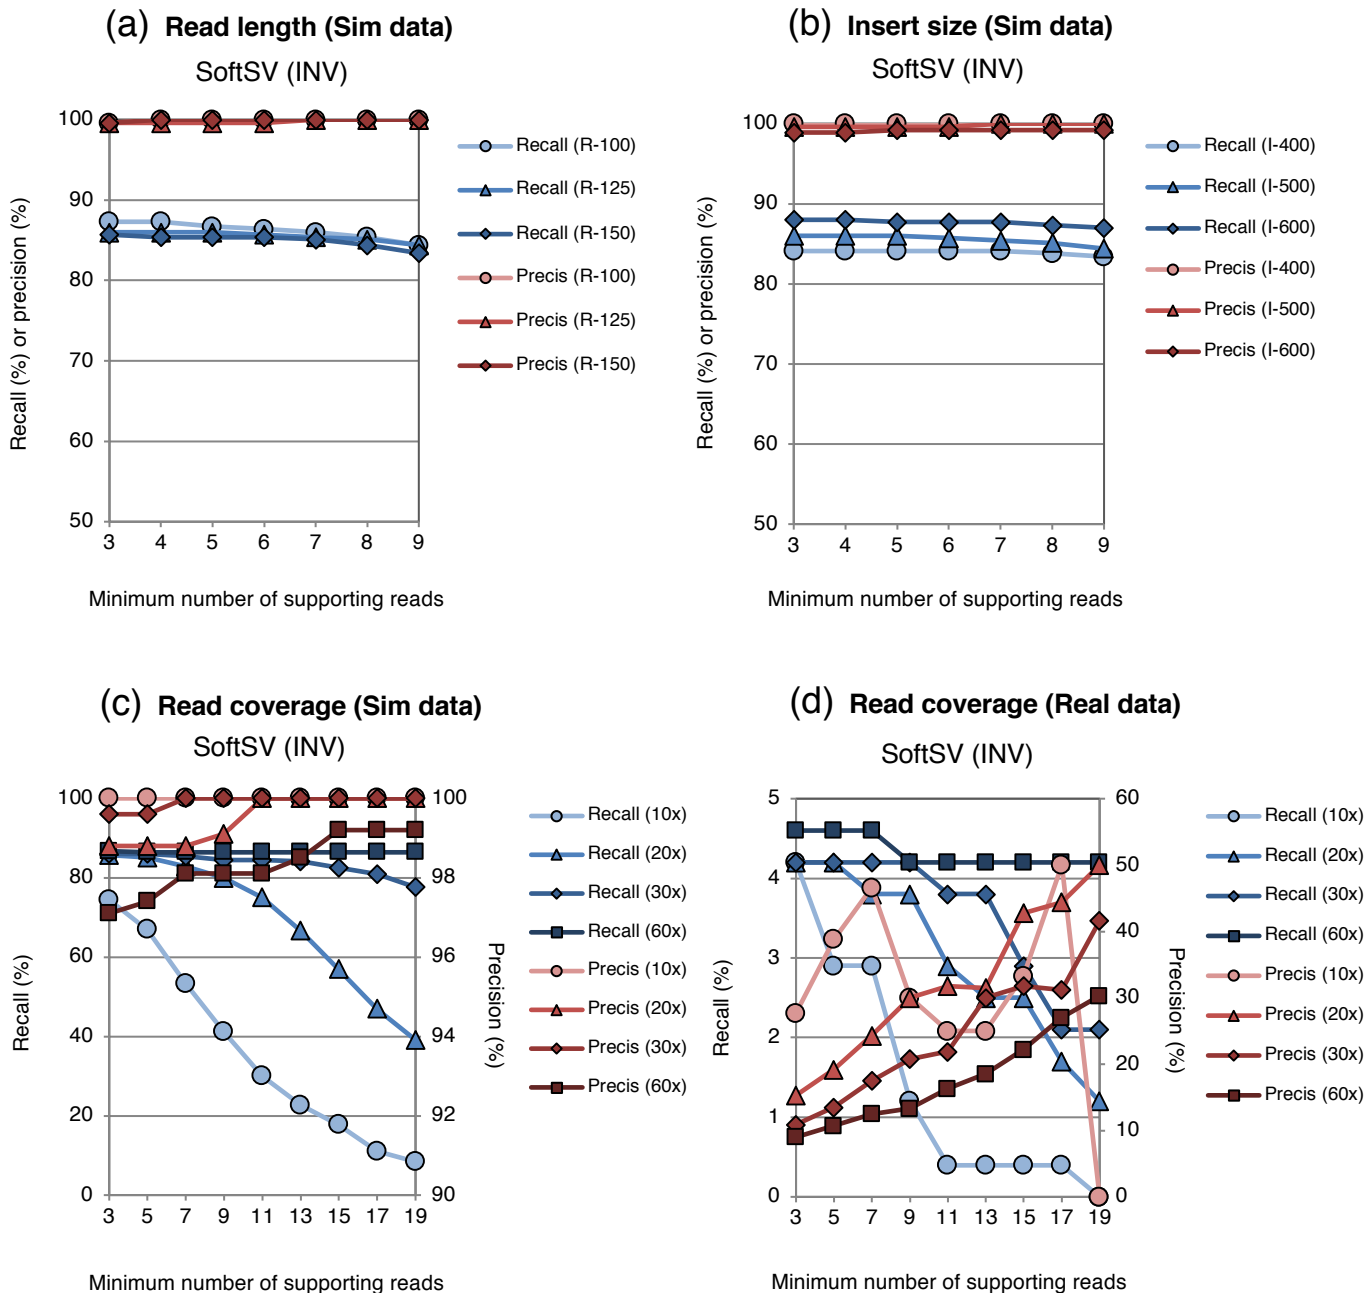 (a) Read length (Sim data)
SoftSV (INV)
100
90
80
70
60
50
3 4 5 6 7 8 9
Recall (%) or precision (%)
Minimum number of supporting reads
Recall (R-100)
Recall (R-125)
Recall (R-150)
Precis (R-100)
Precis (R-125)
Precis (R-150)
(b) Insert size (Sim data)
SoftSV (INV)
100
90
80
70
60
50
3 4 5 6 7 8 9
Recall (%) or precision (%)
Minimum number of supporting reads
Recall (I-400)
Recall (I-500)
Recall (I-600)
Precis (I-400)
Precis (I-500)
Precis (I-600)
(c) Read coverage (Sim data)
SoftSV (INV)
100
80
60
40
20
0
Recall (%)
100
98
96
94
92
90
Precision (%)
3 5 7 9 11 13 15 17 19
Minimum number of supporting reads
Recall (10x)
Recall (20x)
Recall (30x)
Recall (60x)
Precis (10x)
Precis (20x)
Precis (30x)
Precis (60x)
(d) Read coverage (Real data)
SoftSV (INV)
5
4
3
2
1
0
Recall (%)
60
50
40
30
20
10
0
Precision (%)
3 5 7 9 11 13 15 17 19
Minimum number of supporting reads
Recall (10x)
Recall (20x)
Recall (30x)
Recall (60x)
Precis (10x)
Precis (20x)
Precis (30x)
Precis (60x)